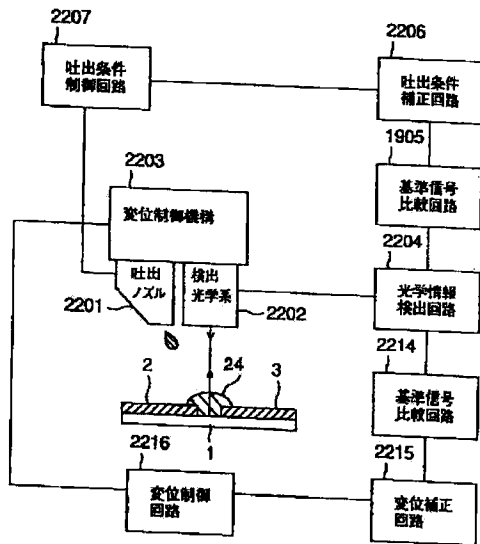 2207
吐出条件
制御回路
2206
吐出条件
補正回路
1905
基準信号
比較回路
2203
変位制御機構
吐出
ノズル
検出
光学系
2201
2202
2204
光学情報
検出回路
2214
基準信号
比較回路
2
24
3
1
2216
変位制御
回路
2215
変位補正
回路